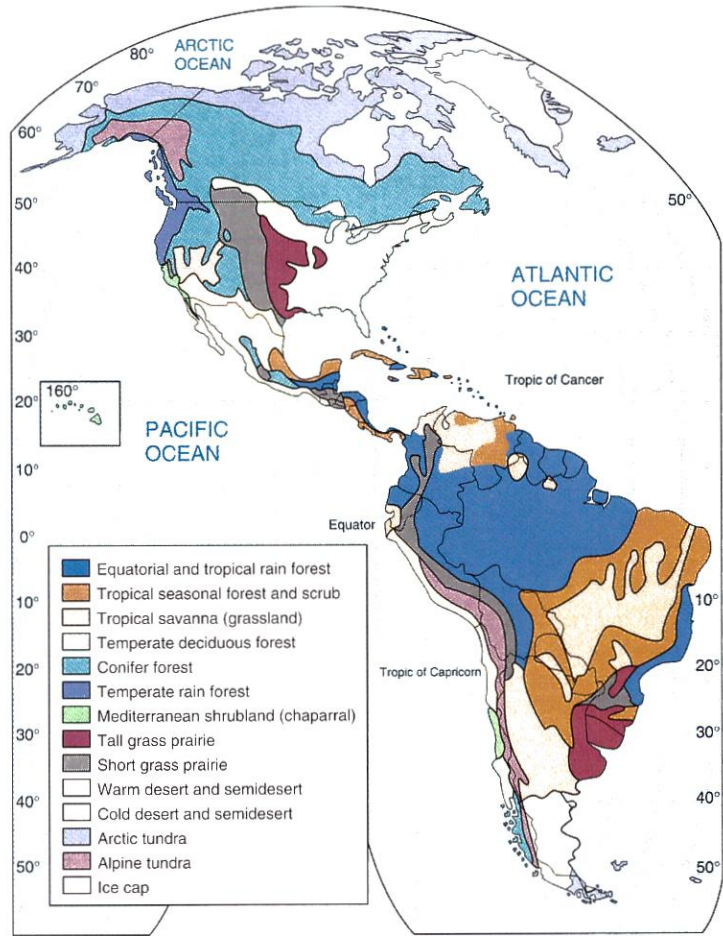 80°
ARCTIC
OCEAN
70°
60°
50°
50°
40°
ATLANTIC
OCEAN
30°
Tropic of Cancer
160°
20°
PACIFIC
OCEAN
10°
Equator
0°
Equatorial and tropical rain forest
Tropical seasonal forest and scrub
Tropical savanna (grassland)
Temperate deciduous forest
Conifer forest
Temperate rain forest
Mediterranean shrubland (chaparral)
Tall grass prairie
Short grass prairie
Warm desert and semidesert
Cold desert and semidesert
Arctic tundra
Alpine tundra
Ice cap
10°
10°
20°
Tropic of Capricorn
20°
30°
30°
40°
40°
50°
50°